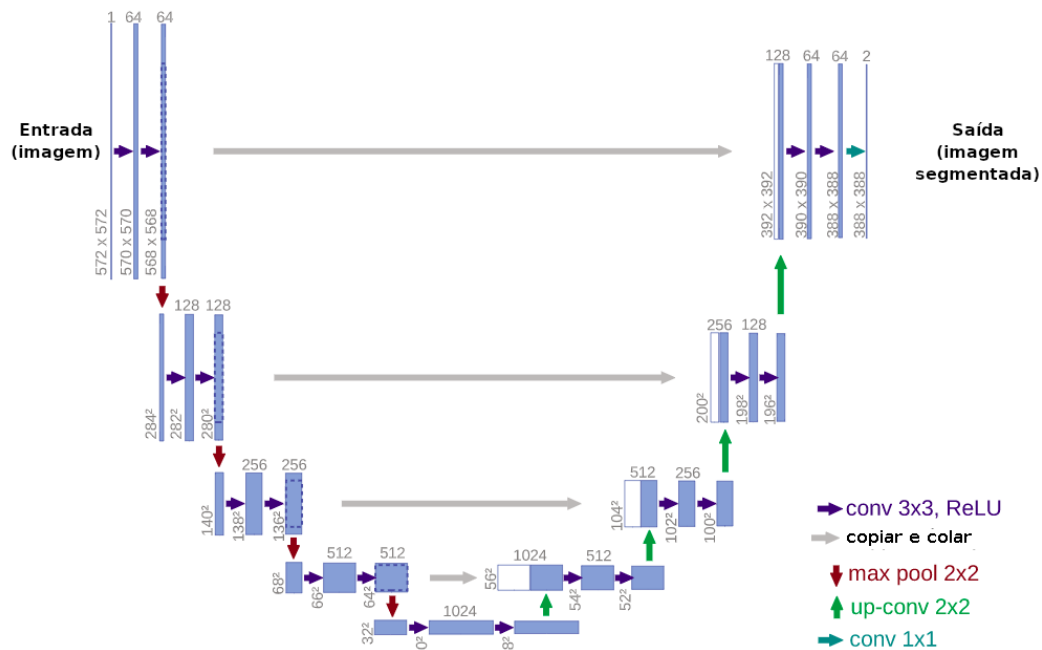 1 64 64
128 64 64 2
Entrada
(imagem)
Saída
(imagem
segmentada)
572 x 572
570 x 570
568 x 568
392 x 392
390 x 390
388 x 388
388 x 388
128 128
256 128
284²
282²
280²
200²
198²
196²
256 256
512 256
140²
138²
136²
104²
102²
100²
512 512
1024 512
68²
66²
64²
56²
54²
52²
1024
32²
0²
8²
conv 3x3, ReLU
copiar e colar
max pool 2x2
up-conv 2x2
conv 1x1